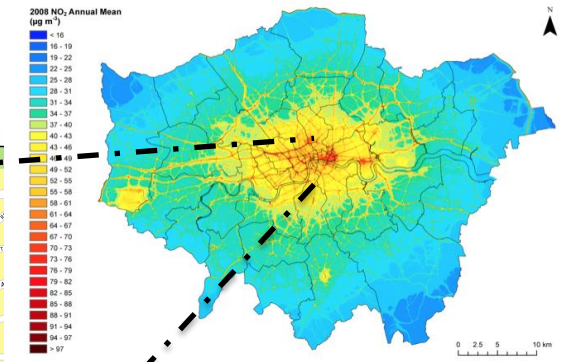 2008 NO₂ Annual Mean
(µg m⁻³)
< 16
16 - 19
19 - 22
22 - 25
25 - 28
28 - 31
31 - 34
34 - 37
37 - 40
40 - 43
43 - 46
49
49 - 52
52 - 55
55 - 58
58 - 61
61 - 64
64 - 67
67 - 70
70 - 73
73 - 76
76 - 79
79 - 82
82 - 85
85 - 88
88 - 91
91 - 94
94 - 97
> 97
N
0 2.5 5 10 km